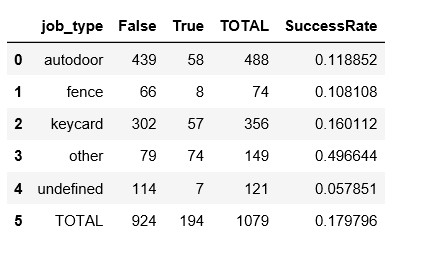 job_type False True TOTAL SuccessRate
0 autodoor 439 58 488 0.118852
1 fence 66 8 74 0.108108
2 keycard 302 57 356 0.160112
3 other 79 74 149 0.496644
4 undefined 114 7 121 0.057851
5 TOTAL 924 194 1079 0.179796